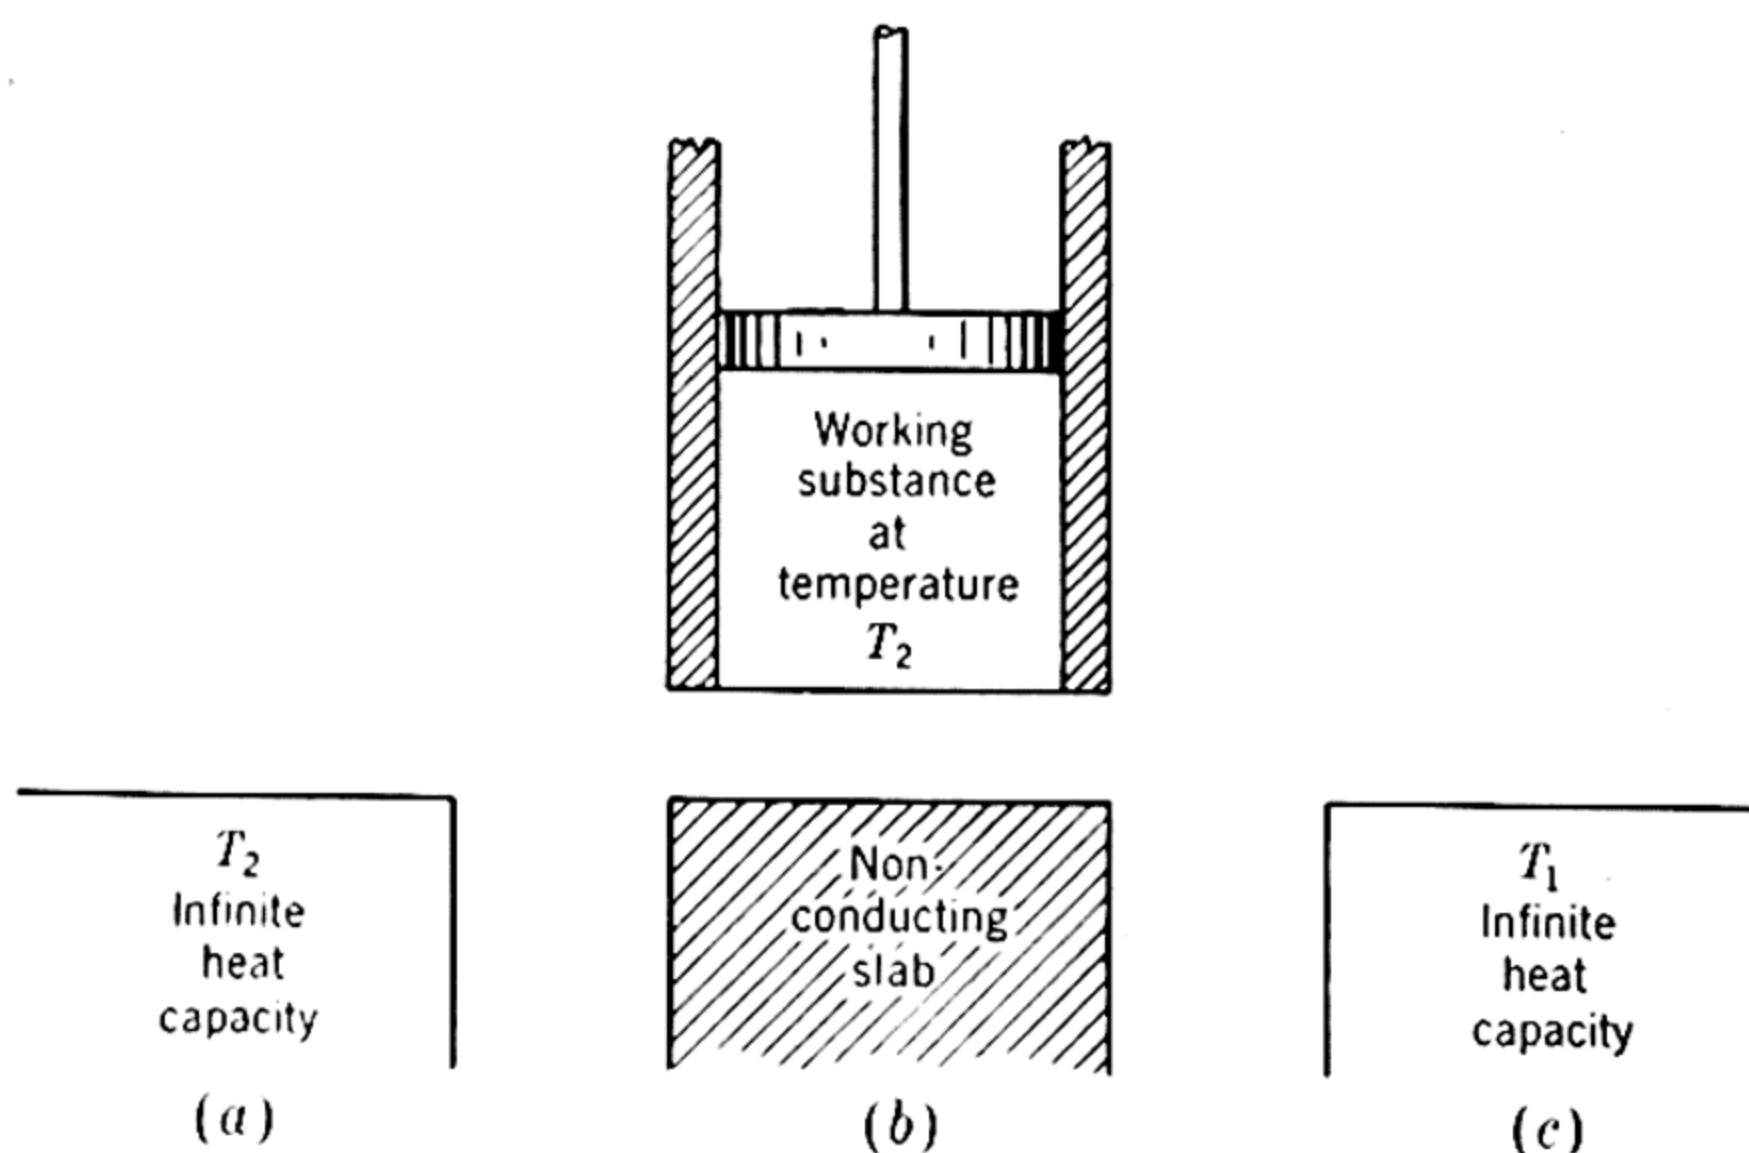 Working
substance
at
temperature
T₂
T₂
Infinite
heat
capacity
(a)
Non-
conducting
slab
(b)
T₁
Infinite
heat
capacity
(c)